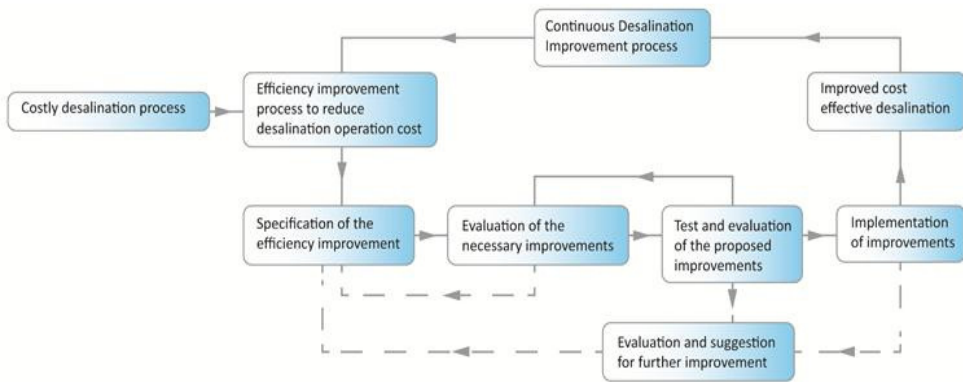 Continuous Desalination
Improvement process
Costly desalination process
Efficiency improvement
process to reduce
desalination operation cost
Improved cost
effective desalination
Specification of the
efficiency improvement
Evaluation of the
necessary improvements
Test and evaluation
of the proposed
improvements
Implementation
of improvements
Evaluation and suggestion
for further improvement